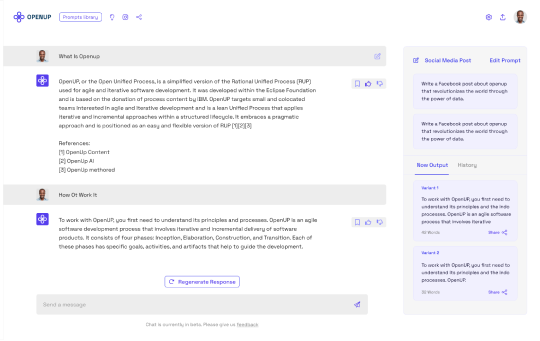 OPENUP
Prompts library
What Is Openup
OpenUP, or the Open Unified Process, is a simplified version of the Rational Unified Process (RUP)
used for agile and iterative software development. It was developed within the Eclipse Foundation
and is based on the donation of process content by IBM. OpenUP targets small and colocated
teams interested in agile and iterative development and is a lean Unified Process that applies
iterative and incremental approaches within a structured lifecycle. It embraces a pragmatic
approach and is positioned as an easy and flexible version of RUP [1][2][3]
References:
[1] OpenUp Content
[2] OpenUp AI
[3] OpenUp methored
How Ot Work It
To work with OpenUP, you first need to understand its principles and processes. OpenUP is an agile
software development process that involves iterative and incremental delivery of software
products. It consists of four phases: Inception, Elaboration, Construction, and Transition. Each of
these phases has specific goals, activities, and artifacts that help to guide the development.
Regenerate Response
Send a message
Chat is currently in beta. Please give us feedback
Social Media Post
Edit Prompt
Write a Facebook post about openup
that revolutionizes the world through
the power of data.
Write a Facebook post about openup
that revolutionizes the world through
the power of data.
Now Output
History
Variant 1
To work with OpenUP, you first need to
understand its principles and the indo
processes. OpenUP is an agile software
process that involves iterative
Words
Share
Variant 2
To work with OpenUP, you first need to
understand its principles and the indo
processes. OpenUP.
Words
Share